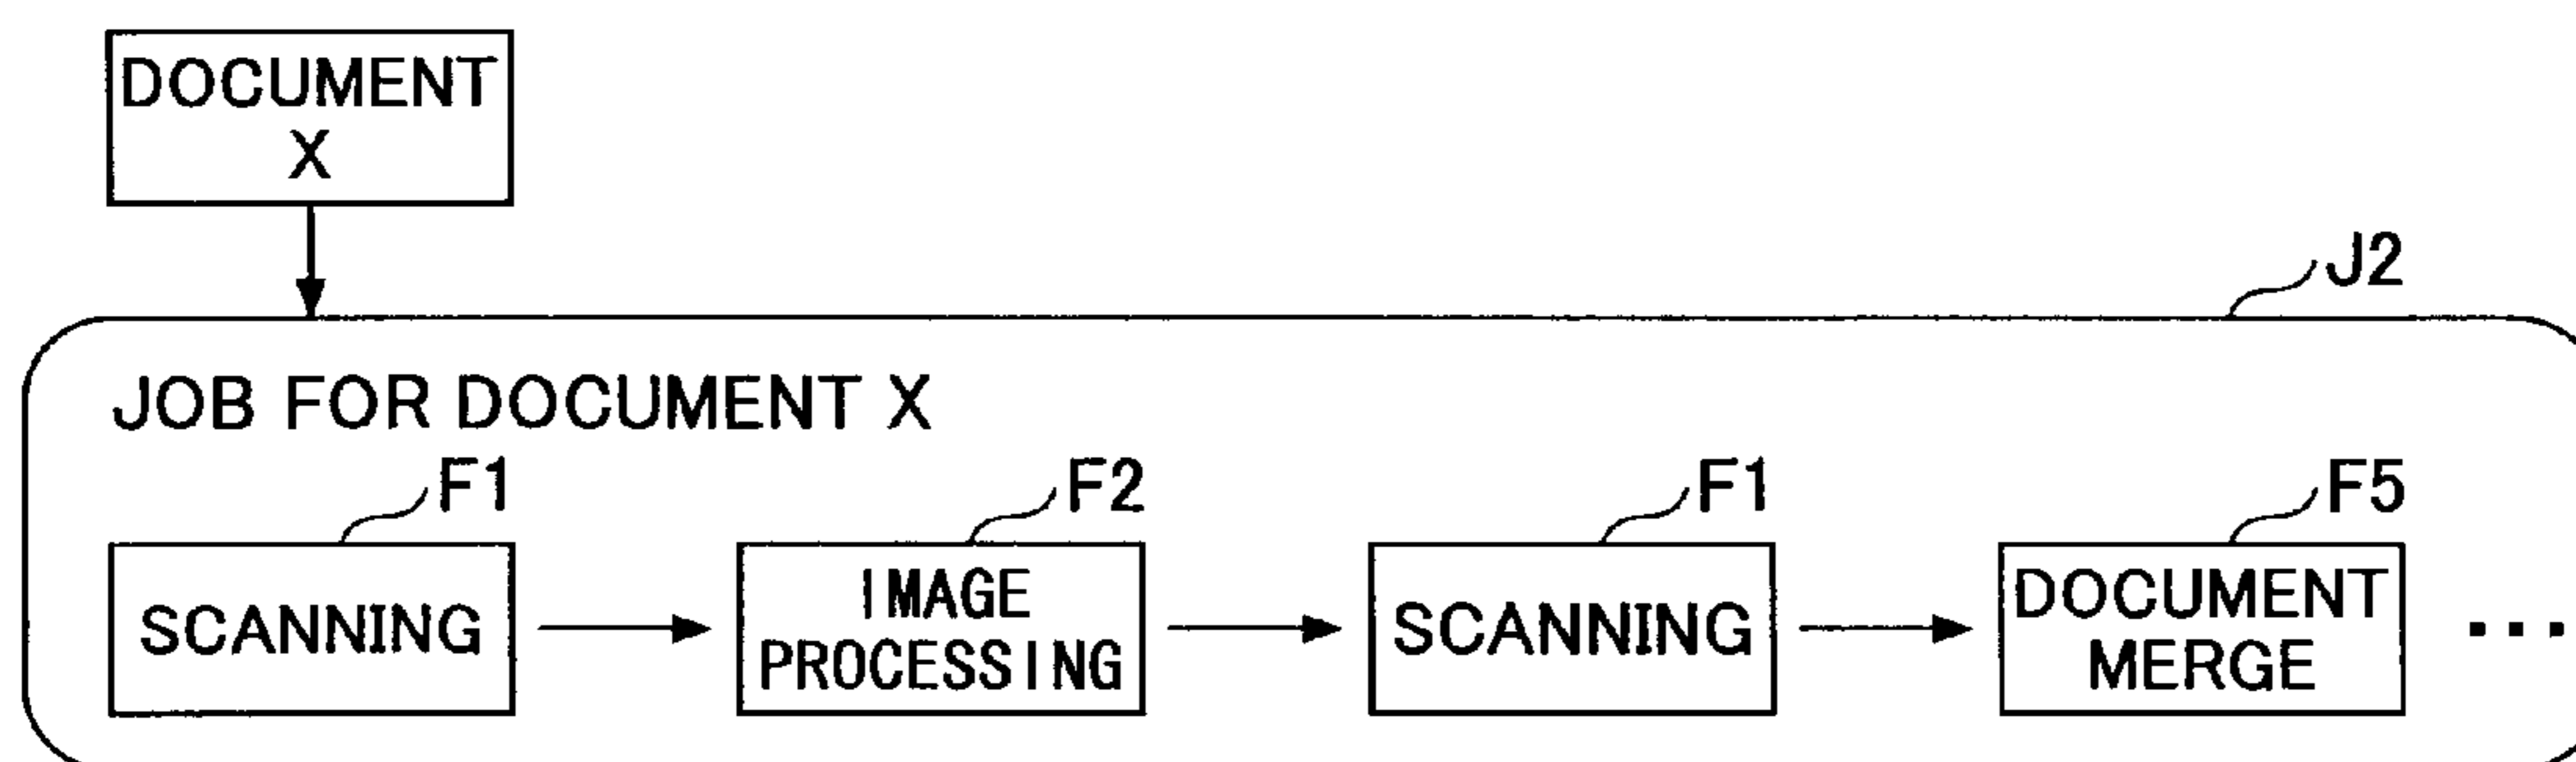 DOCUMENT
X
J2
JOB FOR DOCUMENT X
F1
F2
F1
F5
SCANNING
IMAGE
PROCESSING
SCANNING
DOCUMENT
MERGE
...